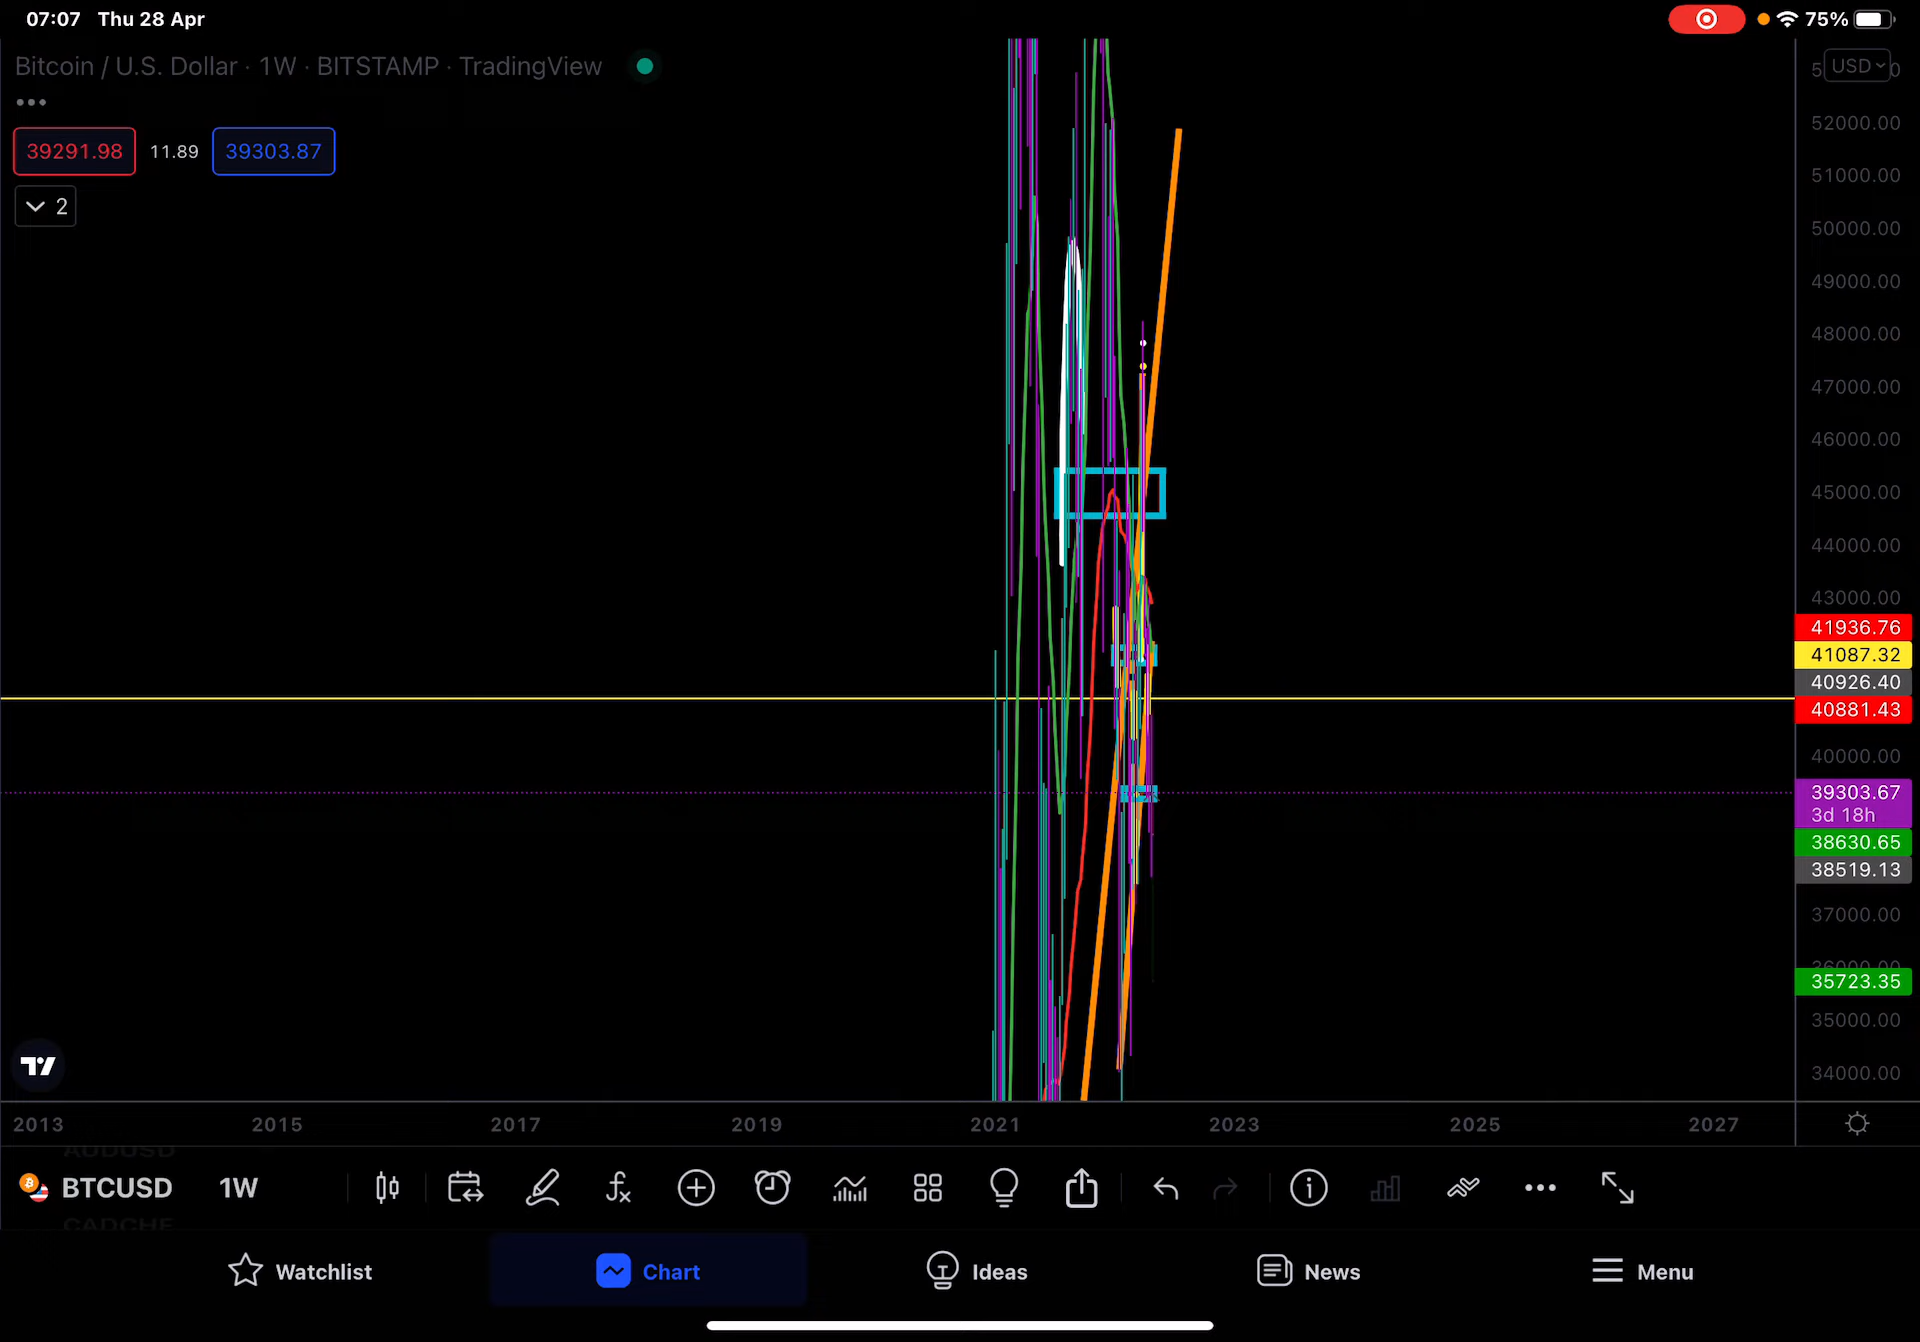 07:07 Thu 28 Apr
75%
Bitcoin / U.S. Dollar · 1W · BITSTAMP · TradingView
USD
39291.98 11.89 39303.87
2
52000.00
51000.00
50000.00
49000.00
48000.00
47000.00
46000.00
45000.00
44000.00
43000.00
41936.76
41087.32
40926.40
40881.43
40000.00
39303.67
3d 18h
38630.65
38519.13
37000.00
36000.00
35723.35
35000.00
34000.00
2013 2015 2017 2019 2021 2023 2025 2027
AUDUSD
BTCUSD 1W
CADCHF
Watchlist Chart Ideas News Menu